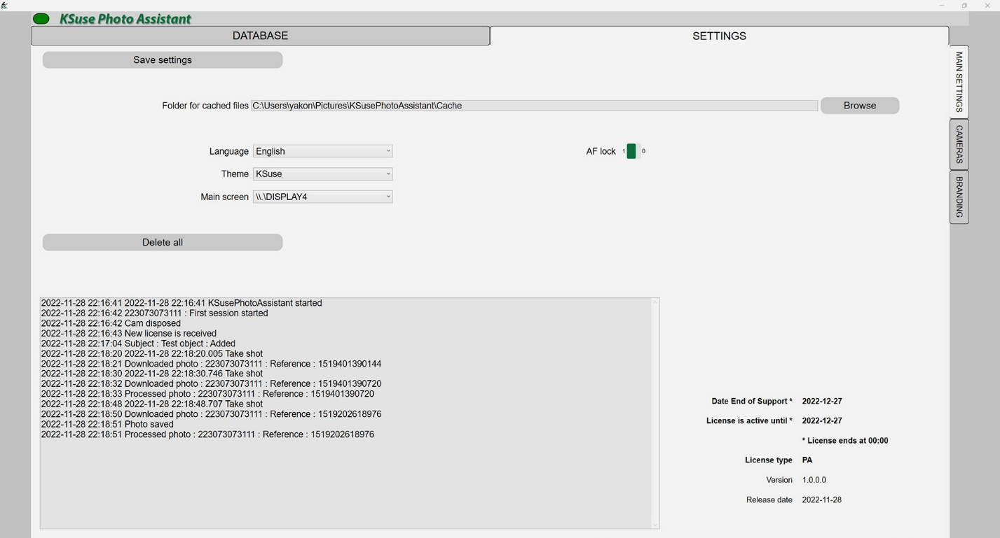 KSuse Photo Assistant
DATABASE
SETTINGS
Save settings
MAIN SETTINGS
CAMERAS
BRANDING
Folder for cached files C:\Users\yakon\Pictures\KSusePhotoAssistant\Cache Browse
Language English
AF lock 1 0
Theme KSuse
Main screen \\.\DISPLAY4
Delete all
2022-11-28 22:16:41 2022-11-28 22:16:41 KSusePhotoAssistant started
2022-11-28 22:16:42 223073073111 : First session started
2022-11-28 22:16:42 Cam disposed
2022-11-28 22:16:43 New license is received
2022-11-28 22:17:04 Subject : Test object : Added
2022-11-28 22:18:20 2022-11-28 22:18:20.005 Take shot
2022-11-28 22:18:21 Downloaded photo : 223073073111 : Reference : 1519401390144
2022-11-28 22:18:30 2022-11-28 22:18:30.746 Take shot
2022-11-28 22:18:32 Downloaded photo : 223073073111 : Reference : 1519401390720
2022-11-28 22:18:33 Processed photo : 223073073111 : Reference : 1519401390720
2022-11-28 22:18:48 2022-11-28 22:18:48.707 Take shot
2022-11-28 22:18:50 Downloaded photo : 223073073111 : Reference : 1519202618976
2022-11-28 22:18:51 Photo saved
2022-11-28 22:18:51 Processed photo : 223073073111 : Reference : 1519202618976
Date End of Support * 2022-12-27
License is active until * 2022-12-27
* License ends at 00:00
License type PA
Version 1.0.0.0
Release date 2022-11-28